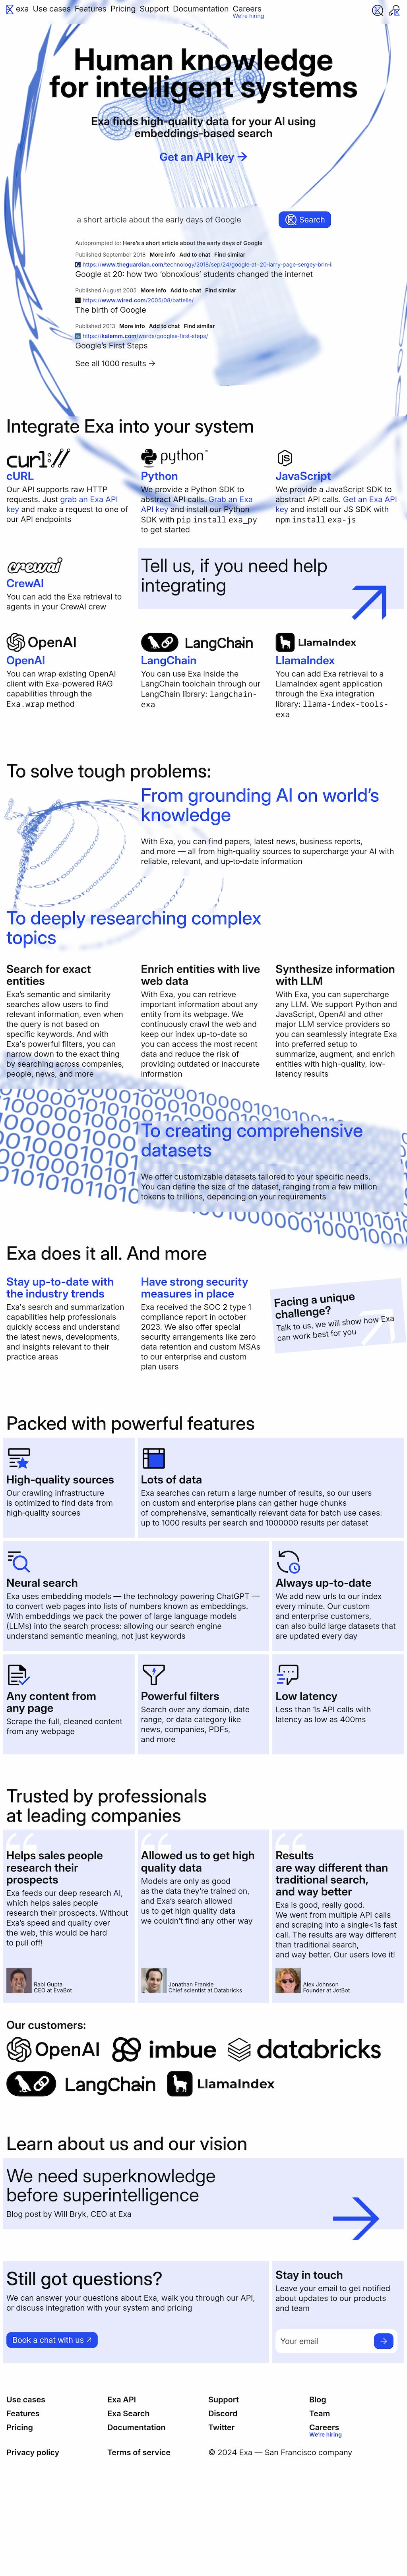 exa Use cases Features Pricing Support Documentation Careers
We're hiring
Human knowledge
for intelligent systems
Exa finds high-quality data for your AI using
embeddings-based search
Get an API key →
a short article about the early days of Google
Search
Autoprompted to: Here's a short article about the early days of Google
Published September 2018 More info Add to chat Find similar
https://www.theguardian.com/technology/2018/sep/24/google-at-20-larry-page-sergey-brin-i
Google at 20: how two 'obnoxious' students changed the internet
Published August 2005 More info Add to chat Find similar
https://www.wired.com/2005/08/battelle/
The birth of Google
Published 2013 More info Add to chat Find similar
https://kalernm.com/words/googles-first-steps/
Google's First Steps
See all 1000 results →
Integrate Exa into your system
curl://
cURL
Our API supports raw HTTP
requests. Just grab an Exa API
key and make a request to one of
our API endpoints
python™
Python
We provide a Python SDK to
abstract API calls. Grab an Exa
API key and install our Python
SDK with pip install exa_py
to get started
JS
JavaScript
We provide a JavaScript SDK to
abstract API calls. Get an Exa API
key and install our JS SDK with
npm install exa-js
crewai
CrewAI
You can add the Exa retrieval to
agents in your CrewAI crew
Tell us, if you need help
integrating
OpenAI
OpenAI
You can wrap existing OpenAI
client with Exa-powered RAG
capabilities through the
Exa.wrap method
LangChain
LangChain
You can use Exa inside the
LangChain toolchain through our
LangChain library: langchain-
exa
LlamaIndex
LlamaIndex
You can add Exa retrieval to a
LlamaIndex agent application
through the Exa integration
library: llama-index-tools-
exa
To solve tough problems:
From grounding AI on world's
knowledge
With Exa, you can find papers, latest news, business reports,
and more — all from high-quality sources to supercharge your AI with
reliable, relevant, and up-to-date information
To deeply researching complex
topics
Search for exact
entities
Exa's semantic and similarity
searches allow users to find
relevant information, even when
the query is not based on
specific keywords. And with
Exa's powerful filters, you can
narrow down to the exact thing
by searching across companies,
people, news, and more
Enrich entities with live
web data
With Exa, you can retrieve
important information about any
entity from its webpage. We
continuously crawl the web and
keep our index up-to-date so
you can access the most recent
data and reduce the risk of
providing outdated or inaccurate
information
Synthesize information
with LLM
With Exa, you can supercharge
any LLM. We support Python and
JavaScript, OpenAI and other
major LLM service providers so
you can seamlessly integrate Exa
into preferred setup to
summarize, augment, and enrich
entities with high-quality, low-
latency results
To creating comprehensive
datasets
We offer customizable datasets tailored to your specific needs.
You can define the size of the dataset, ranging from a few million
tokens to trillions, depending on your requirements
Exa does it all. And more
Stay up-to-date with
the industry trends
Exa's search and summarization
capabilities help professionals
quickly access and understand
the latest news, developments,
and insights relevant to their
practice areas
Have strong security
measures in place
Exa received the SOC 2 type 1
compliance report in october
2023. We also offer special
security arrangements like zero
data retention and custom MSAs
to our enterprise and custom
plan users
Facing a unique
challenge?
Talk to us, we will show how Exa
can work best for you
Packed with powerful features
High-quality sources
Our crawling infrastructure
is optimized to find data from
high-quality sources
Lots of data
Exa searches can return a large number of results, so our users
on custom and enterprise plans can gather huge chunks
of comprehensive, semantically relevant data for batch use cases:
up to 1000 results per search and 1000000 results per dataset
Neural search
Exa uses embedding models — the technology powering ChatGPT —
to convert web pages into lists of numbers known as embeddings.
With embeddings we pack the power of large language models
(LLMs) into the search process: allowing our search engine
understand semantic meaning, not just keywords
Always up-to-date
We add new urls to our index
every minute. Our custom
and enterprise customers,
can also build large datasets that
are updated every day
Any content from
any page
Scrape the full, cleaned content
from any webpage
Powerful filters
Search over any domain, date
range, or data category like
news, companies, PDFs,
and more
Low latency
Less than 1s API calls with
latency as low as 400ms
Trusted by professionals
at leading companies
Helps sales people
research their
prospects
Exa feeds our deep research AI,
which helps sales people
research their prospects. Without
Exa's speed and quality over
the web, this would be hard
to pull off!
Rabi Gupta
CEO at EvaBot
Allowed us to get high
quality data
Models are only as good
as the data they're trained on,
and Exa's search allowed
us to get high quality data
we couldn't find any other way
Jonathan Frankle
Chief scientist at Databricks
Results
are way different than
traditional search,
and way better
Exa is good, really good.
We went from multiple API calls
and scraping into a single<1s fast
call. The results are way different
than traditional search,
and way better. Our users love it!
Alex Johnson
Founder at JotBot
Our customers:
OpenAI imbue databricks
LangChain LlamaIndex
Learn about us and our vision
We need superknowledge
before superintelligence
Blog post by Will Bryk, CEO at Exa
Still got questions?
We can answer your questions about Exa, walk you through our API,
or discuss integration with your system and pricing
Book a chat with us ↗
Stay in touch
Leave your email to get notified
about updates to our products
and team
Your email
Use cases Exa API Support Blog
Features Exa Search Discord Team
Pricing Documentation Twitter Careers
We're hiring
Privacy policy Terms of service © 2024 Exa — San Francisco company